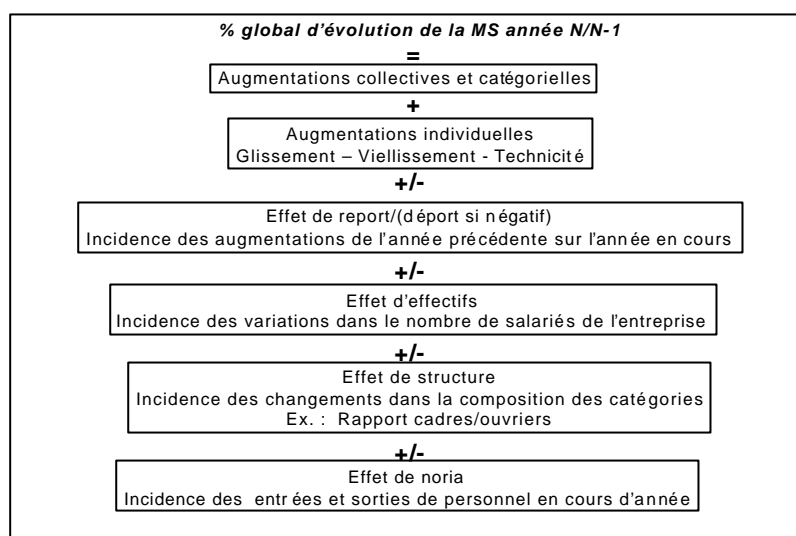 % global d'évolution de la MS année N/N-1
=
Augmentations collectives et catégorielles
+
Augmentations individuelles
Glissement – Viellissement - Technicité
+/-
Effet de report/(déport si négatif)
Incidence des augmentations de l'année précédente sur l'année en cours
+/-
Effet d'effectifs
Incidence des variations dans le nombre de salariés de l'entreprise
+/-
Effet de structure
Incidence des changements dans la composition des catégories
Ex. : Rapport cadres/ouvriers
+/-
Effet de noria
Incidence des entrées et sorties de personnel en cours d'année